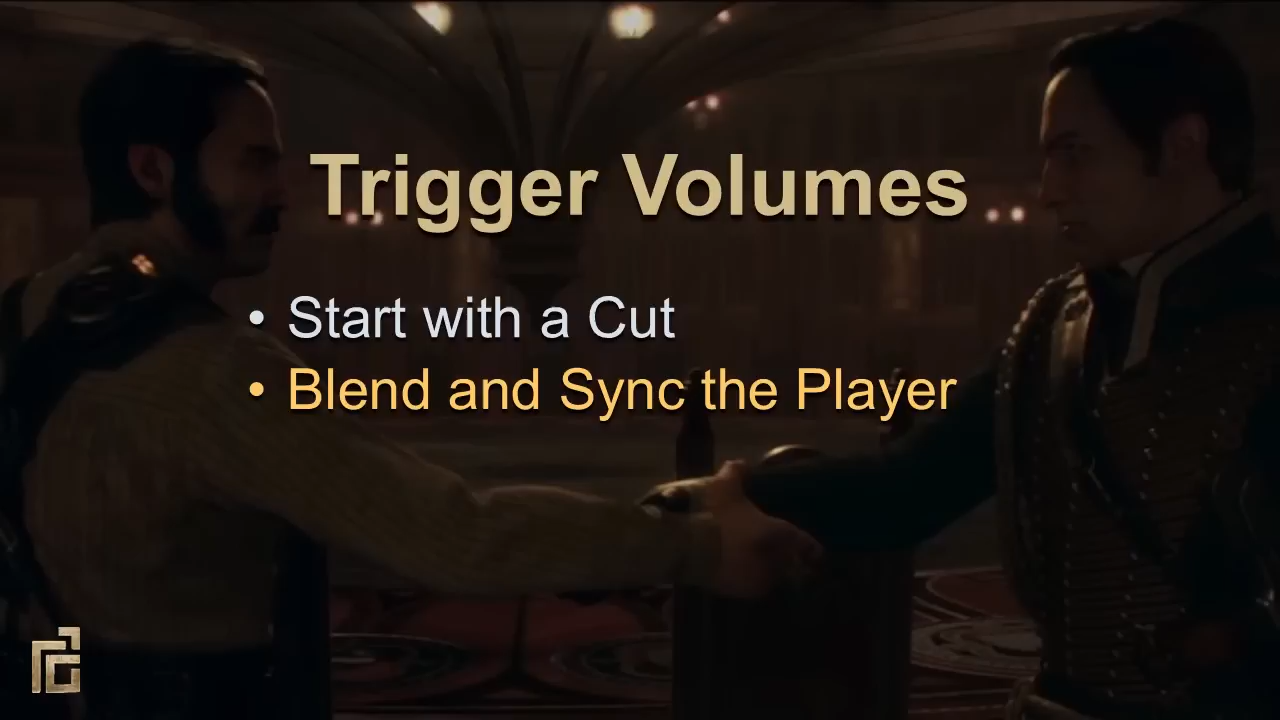 Trigger Volumes
• Start with a Cut
• Blend and Sync the Player